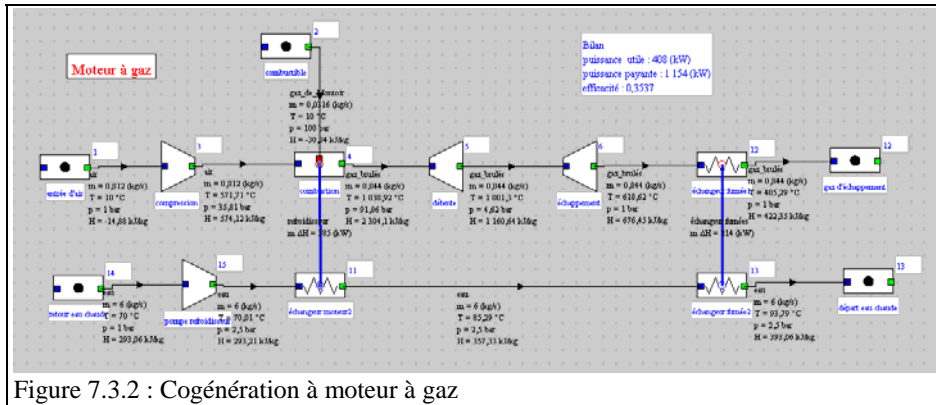 Moteur à gaz
2
combustible
gaz_de_
m = 0,0316 (kg/s)
T = 10 °C
p = 100 bar
H = -30,34 kJ/kg
Bilan
puissance utile : 408 (kW)
puissance payante : 1 154 (kW)
efficacité : 0,3537
1
entrée d'air
air
m = 0,812 (kg/s)
T = 10 °C
p = 1 bar
H = -14,88 kJ/kg
3
compression
air
m = 0,812 (kg/s)
T = 571,71 °C
p = 35,81 bar
H = 574,12 kJ/kg
4
combustion
gaz_brulés
m = 0,844 (kg/s)
p = 91,86 bar
H = 2 304,1 kJ/kg
refroidisseur
m ΔH = 385 (kW)
5
détente
gaz_brulés
m = 0,844 (kg/s)
T = 1 001,3 °C
p = 4,62 bar
H = 1 160,64 kJ/kg
6
échappement
gaz_brulés
m = 0,844 (kg/s)
T = 618,62 °C
p = 1 bar
H = 676,45 kJ/kg
échangeur fumées
m ΔH = 214 (kW)
12
échangeur
gaz_brulés
m = 0,844 (kg/s)
T = 405,29 °C
p = 1 bar
H = 422,35 kJ/kg
12
gaz d'échappement
14
retour eau chaude
eau
m = 6 (kg/s)
T = 70 °C
p = 1 bar
H = 293,06 kJ/kg
15
pompe refroidisseur
eau
m = 6 (kg/s)
T = 70,01 °C
p = 2,5 bar
H = 293,21 kJ/kg
11
échangeur moteur2
eau
m = 6 (kg/s)
T = 85,29 °C
p = 2,5 bar
H = 357,33 kJ/kg
13
échangeur fumée2
eau
m = 6 (kg/s)
T = 93,79 °C
p = 2,5 bar
H = 393,06 kJ/kg
13
départ eau chaude
Figure 7.3.2 : Cogénération à moteur à gaz